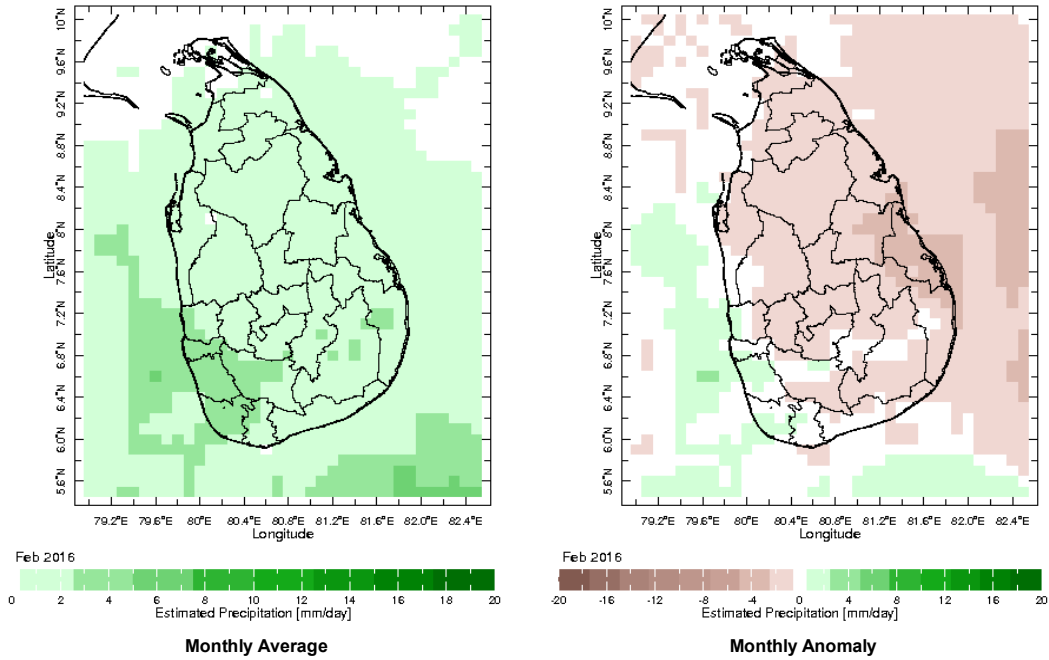 10°N
9.6°N
9.2°N
8.8°N
8.4°N
8°N
7.6°N
7.2°N
6.8°N
6.4°N
6.0°N
5.6°N
Latitude
79.2°E 79.6°E 80°E 80.4°E 80.8°E 81.2°E 81.6°E 82.0°E 82.4°E
Longitude
Feb 2016
0 2 4 6 8 10 12 14 16 18 20
Estimated Precipitation [mm/day]
Monthly Average
10°N
9.6°N
9.2°N
8.8°N
8.4°N
8°N
7.6°N
7.2°N
6.8°N
6.4°N
6.0°N
5.6°N
Latitude
79.2°E 79.6°E 80°E 80.4°E 80.8°E 81.2°E 81.6°E 82.0°E 82.4°E
Longitude
Feb 2016
-20 -16 -12 -8 -4 0 4 8 12 16 20
Estimated Precipitation [mm/day]
Monthly Anomaly